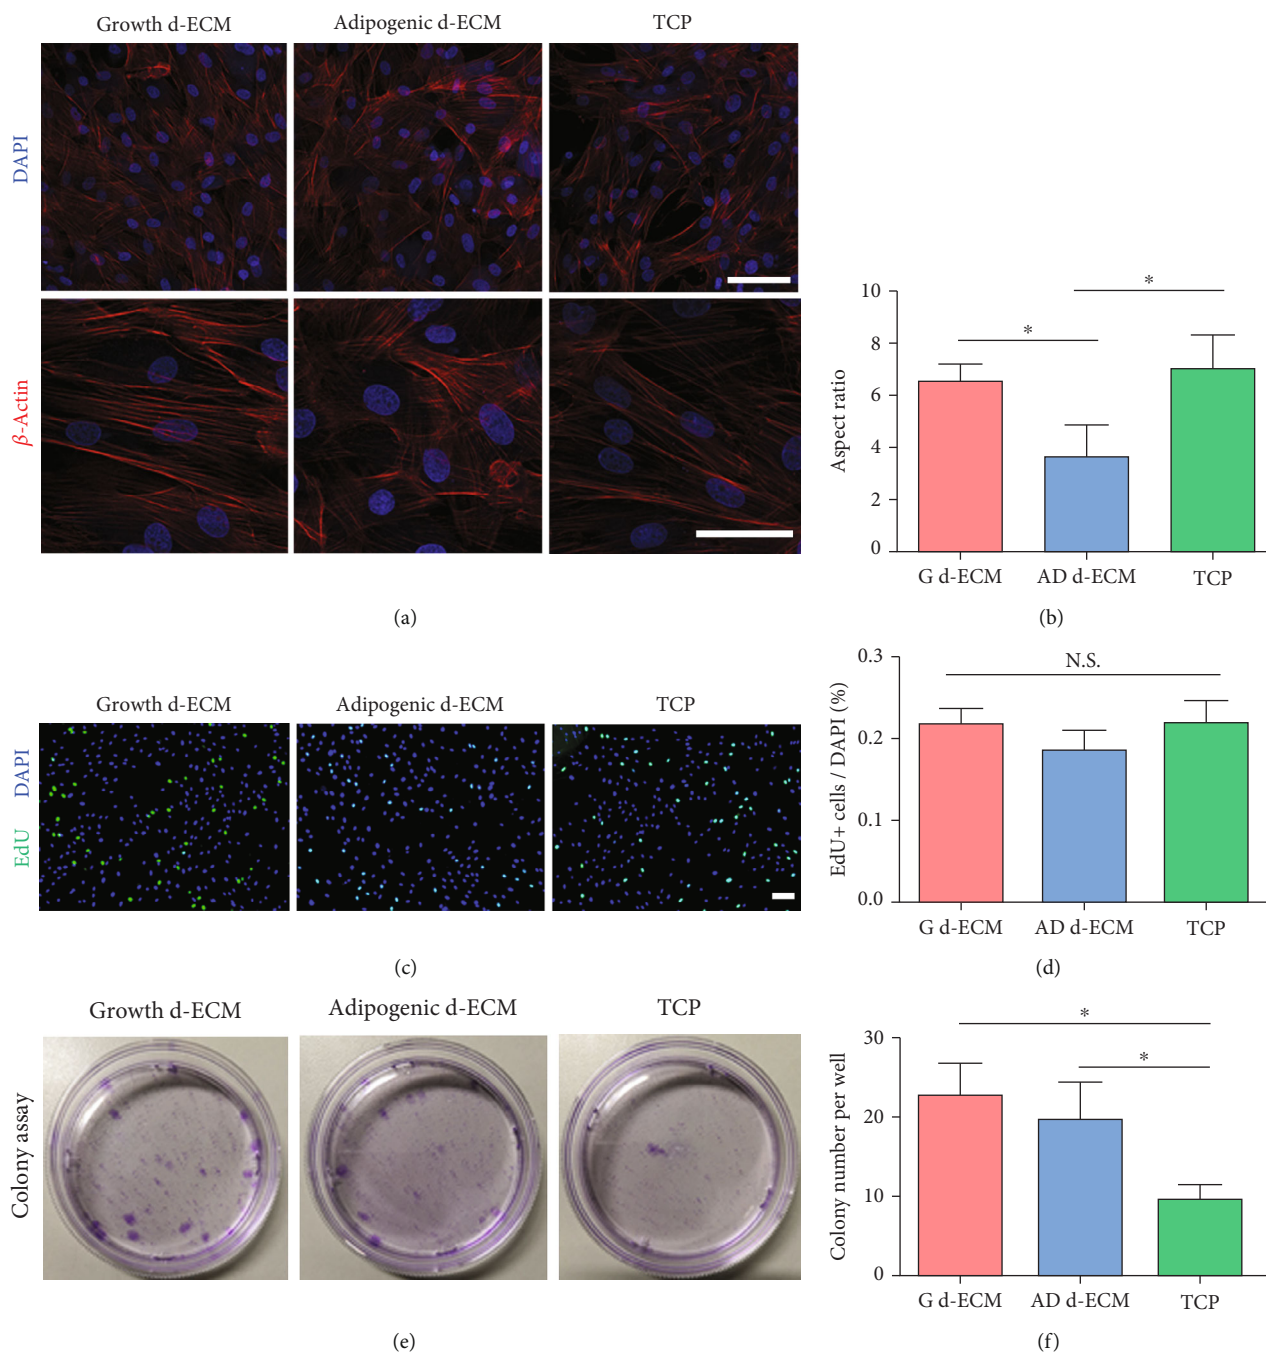 Growth d-ECM
Adipogenic d-ECM
TCP
DAPI
β-Actin
(a)
Aspect ratio
10
8
6
4
2
0
*
*
G d-ECM
AD d-ECM
TCP
(b)
Growth d-ECM
Adipogenic d-ECM
TCP
EdU DAPI
(c)
EdU+ cells / DAPI (%)
0.3
0.2
0.1
0.0
N.S.
G d-ECM
AD d-ECM
TCP
(d)
Growth d-ECM
Adipogenic d-ECM
TCP
Colony assay
(e)
Colony number per well
30
20
10
0
*
*
G d-ECM
AD d-ECM
TCP
(f)